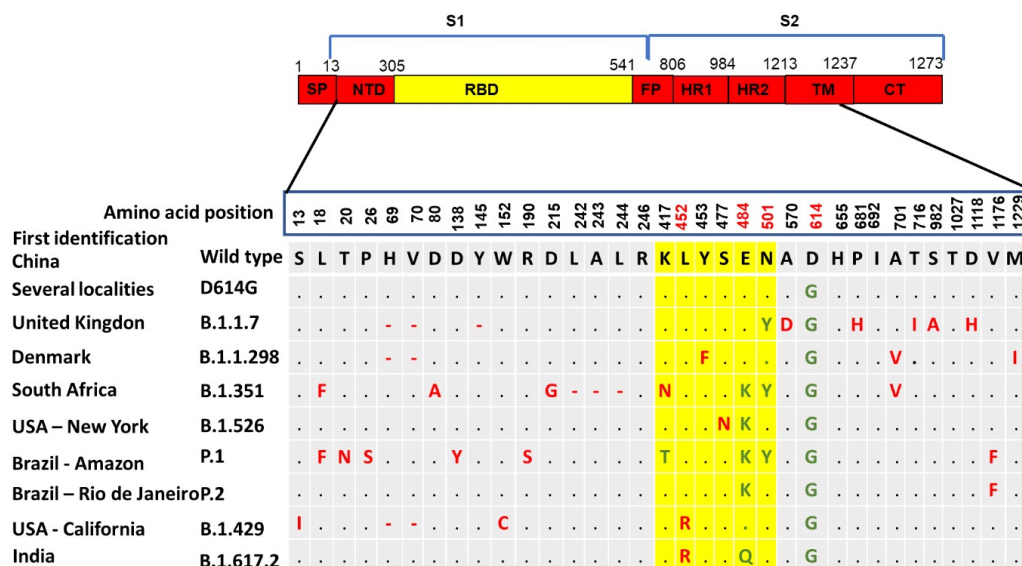 S1 S2
1 13 305 541 806 984 1213 1237 1273
SP NTD RBD FP HR1 HR2 TM CT
Amino acid position 13 18 20 26 69 70 80 138 145 152 190 215 242 243 244 246 417 452 453 477 484 501 570 614 655 681 692 701 716 982 1027 1118 1176 1229
First identification
China Wild type S L T P H V D D Y W R D L A L R K L Y S E N A D H P I A T S T D V M
Several localities D614G . . . . . . . . . . . . . . . . . . . . . . . G . . . . . . . . . .
United Kingdon B.1.1.7 . . . . - - . . - . . . . . . . . . . . . Y D G . H . . I A . H . .
Denmark B.1.1.298 . . . . - - . . . . . . . . . . . . F . . . . G . . . V . . . . . I
South Africa B.1.351 . F . . . . A . . . . G - - - . N . . . K Y . G . . . V . . . . . .
USA – New York B.1.526 . . . . . . . . . . . . . . . . . . . N K . . G . . . . . . . . . .
Brazil - Amazon P.1 . F N S . . . Y . . S . . . . . T . . . K Y . G . . . . . . . . F .
Brazil – Rio de Janeiro P.2 . . . . . . . . . . . . . . . . . . . . K . . G . . . . . . . . F .
USA - California B.1.429 I . . . - - . . . C . . . . . . . R . . . . . G . . . . . . . . . .
India B.1.617.2 . . . . . . . . . . . . . . . . . R . . Q . . G . . . . . . . . . .